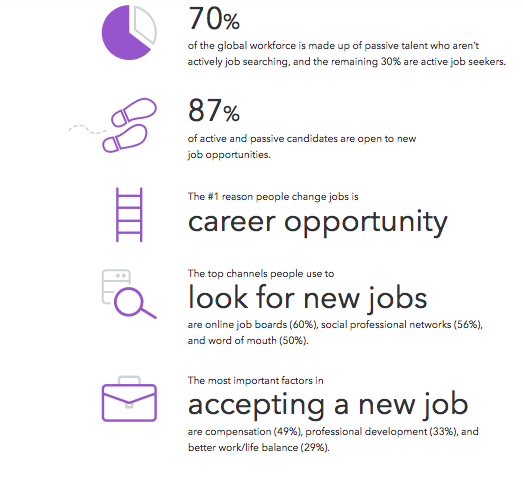 70%
of the global workforce is made up of passive talent who aren't
actively job searching, and the remaining 30% are active job seekers.
87%
of active and passive candidates are open to new
job opportunities.
The #1 reason people change jobs is
career opportunity
The top channels people use to
look for new jobs
are online job boards (60%), social professional networks (56%),
and word of mouth (50%).
The most important factors in
accepting a new job
are compensation (49%), professional development (33%), and
better work/life balance (29%).